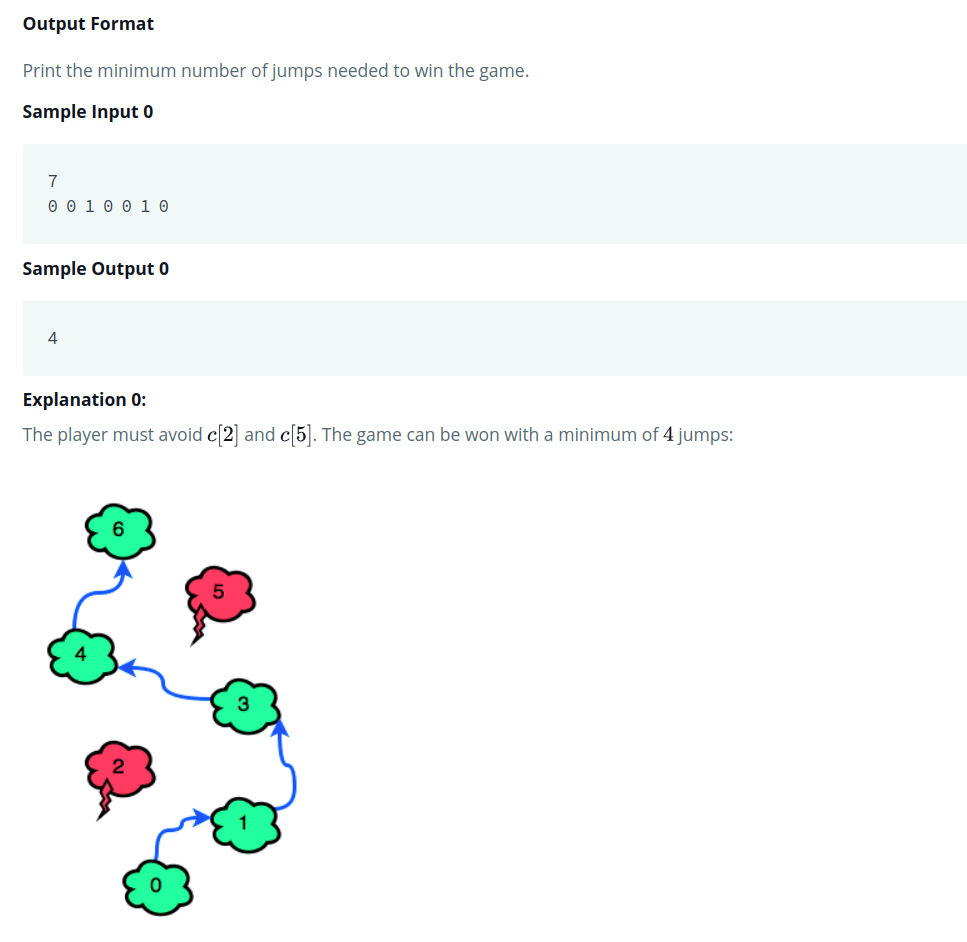 Output Format
Print the minimum number of jumps needed to win the game.
Sample Input 0
7
0 0 1 0 0 1 0
Sample Output 0
4
Explanation 0:
The player must avoid c[2] and c[5]. The game can be won with a minimum of 4 jumps:
6
5
4
3
2
1
0